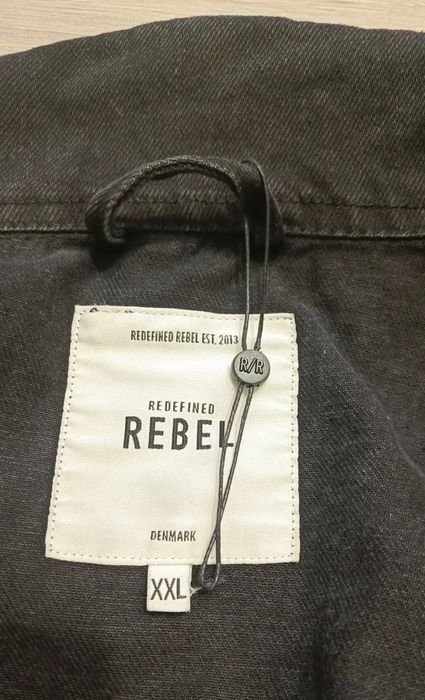 REDEFINED REBEL EST. 2013
R/R
REDEFINED
REBEL
DENMARK
XXL